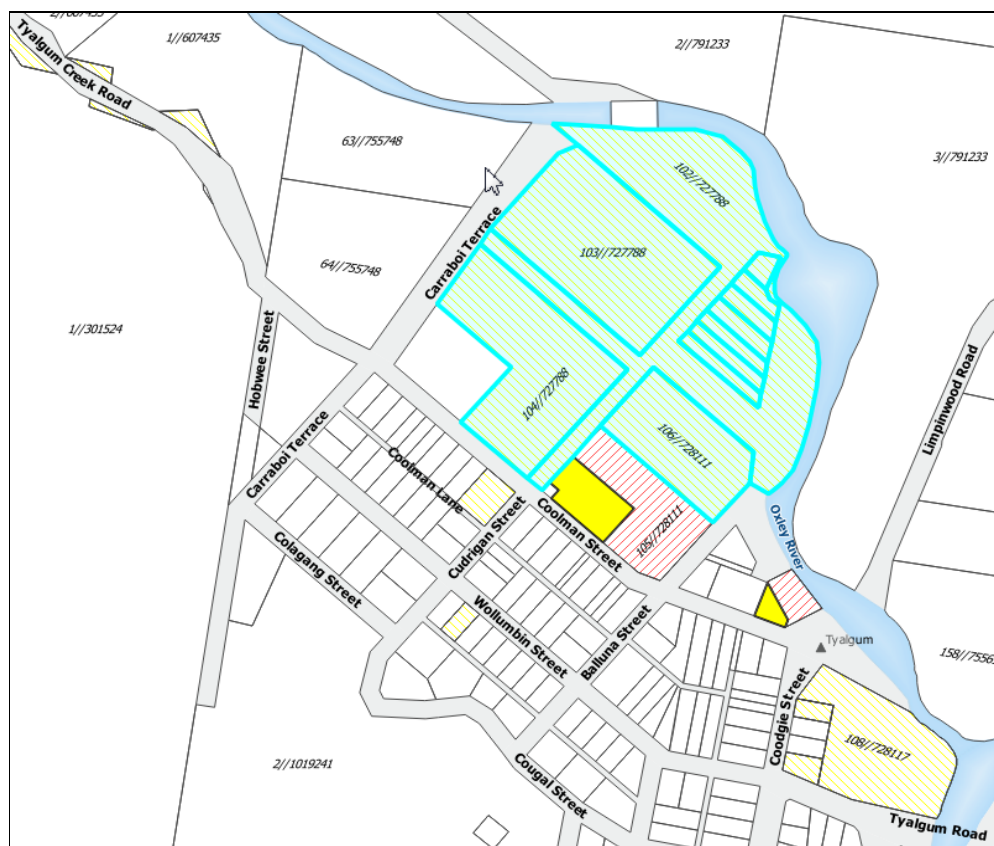 1//607435
2//791233
Tyalgum Creek Road
63//755748
3//791233
102//727788
Carraboi Terrace
103//727788
64//755748
1//301524
Hobwee Street
104//727788
Limpinwood Road
106//728111
Carraboi Terrace
Coolman Lane
Coolman Street
105//728111
Oxley River
Cudrigan Street
Colagang Street
Wollumbin Street
Balluna Street
Tyalgum
Coodgie Street
108//728117
2//1019241
Cougal Street
Tyalgum Road